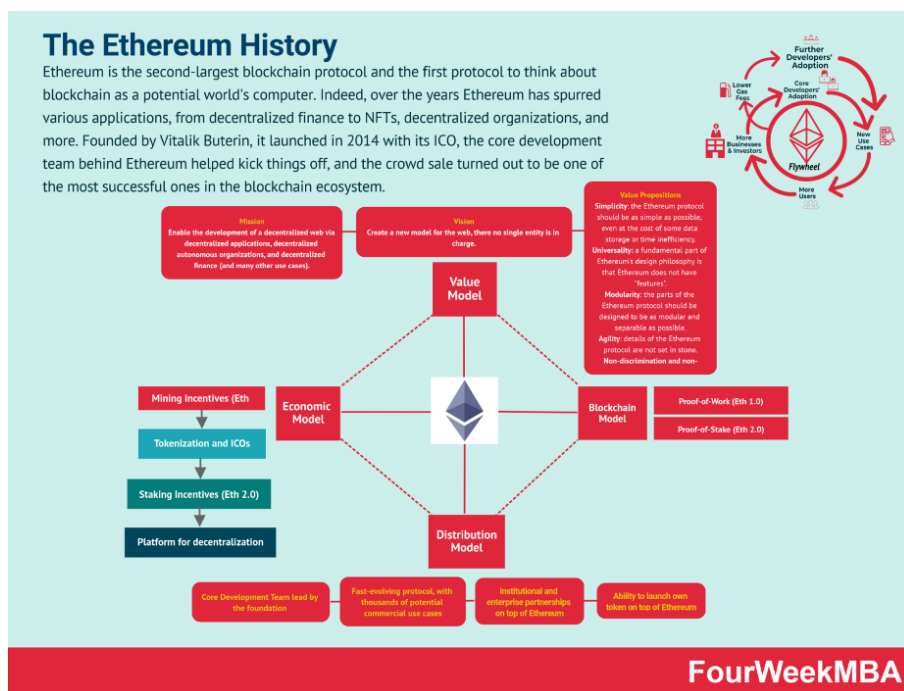 The Ethereum History
Ethereum is the second-largest blockchain protocol and the first protocol to think about
blockchain as a potential world's computer. Indeed, over the years Ethereum has spurred
various applications, from decentralized finance to NFTs, decentralized organizations, and
more. Founded by Vitalik Buterin, it launched in 2014 with its ICO, the core development
team behind Ethereum helped kick things off, and the crowd sale turned out to be one of
the most successful ones in the blockchain ecosystem.
Further
Developers'
Adoption
Lower
Gas
Fees
Core
Developers'
Adoption
More
Businesses
& Investors
New
Use
Cases
Flywheel
More
Users
Mission
Enable the development of a decentralized web via
decentralized applications, decentralized
autonomous organizations, and decentralized
finance (and many other use cases).
Vision
Create a new model for the web, there no single entity is in
charge.
Value Propositions
Simplicity: the Ethereum protocol
should be as simple as possible,
even at the cost of some data
storage or time inefficiency.
Universality: a fundamental part of
Ethereum's design philosophy is
that Ethereum does not have
"features".
Modularity: the parts of the
Ethereum protocol should be
designed to be as modular and
separable as possible.
Agility: details of the Ethereum
protocol are not set in stone.
Non-discrimination and non-
Value
Model
Economic
Model
Blockchain
Model
Distribution
Model
Mining Incentives (Eth
Tokenization and ICOs
Staking Incentives (Eth 2.0)
Platform for decentralization
Proof-of-Work (Eth 1.0)
Proof-of-Stake (Eth 2.0)
Core Development Team lead by
the foundation
Fast-evolving protocol, with
thousands of potential
commercial use cases
Institutional and
enterprise partnerships
on top of Ethereum
Ability to launch own
token on top of Ethereum
FourWeekMBA